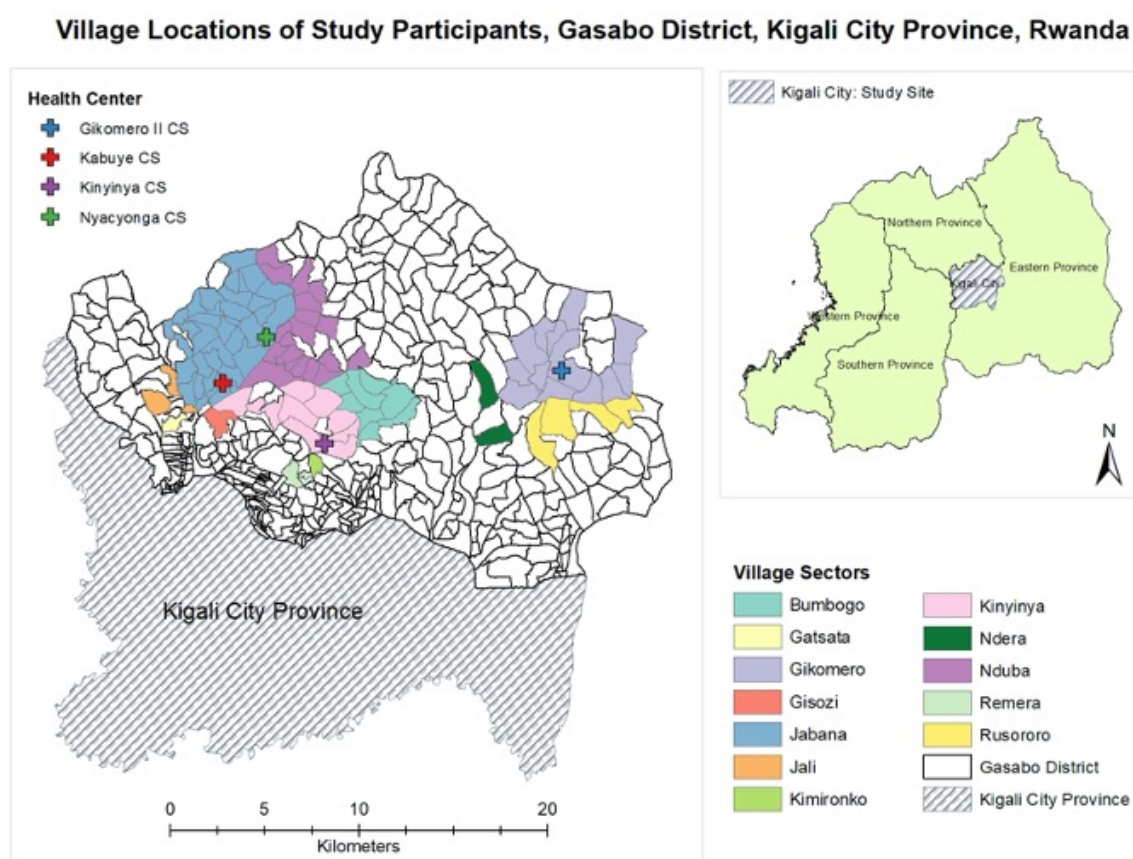 Village Locations of Study Participants, Gasabo District, Kigali City Province, Rwanda
Health Center
Gikomero II CS
Kabuye CS
Kinyinya CS
Nyacyonga CS
Kigali City Province
0 5 10 20
Kilometers
Kigali City: Study Site
Northern Province
Eastern Province
Kigali City
Western Province
Southern Province
N
Village Sectors
Bumbogo
Gatsata
Gikomero
Gisozi
Jabana
Jali
Kimironko
Kinyinya
Ndera
Nduba
Remera
Rusororo
Gasabo District
Kigali City Province